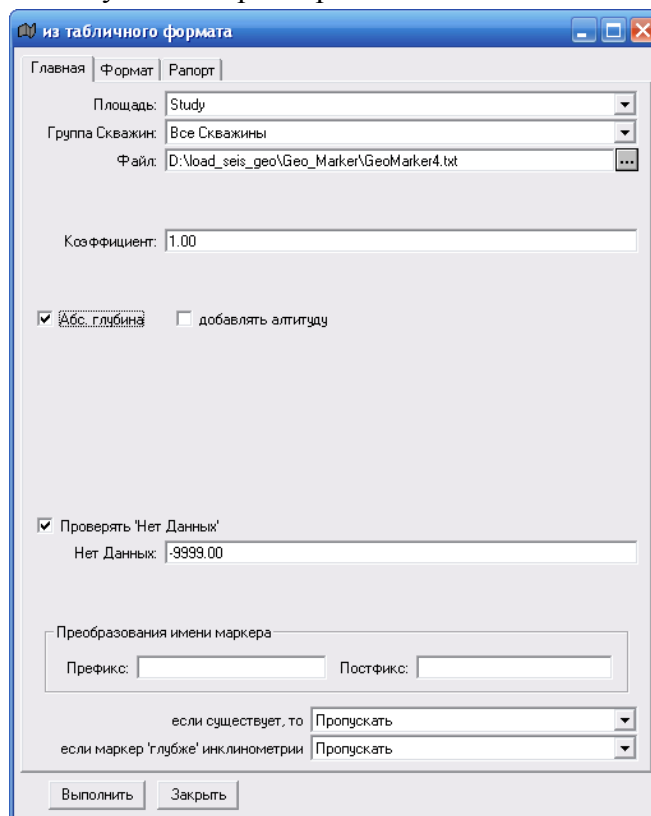 из табличного формата
Главная Формат Рапорт
Площадь: Study
Группа Скважин: Все Скважины
Файл: D:\load_seis_geo\Geo_Marker\GeoMarker4.txt ...
Коэффициент: 1.00
Абс. глубина добавлять алтитуду
Проверять 'Нет Данных'
Нет Данных: -9999.00
Преобразования имени маркера
Префикс: Постфикс:
если существует, то Пропускать
если маркер 'глубже' инклинометрии Пропускать
Выполнить Закрыть